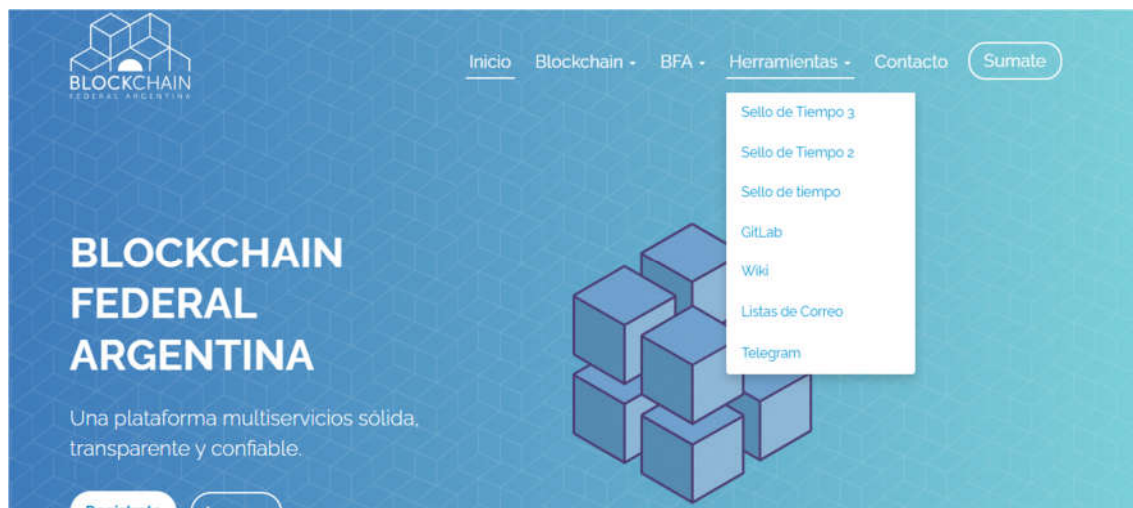 BLOCKCHAIN
FEDERAL ARGENTINA
Inicio Blockchain BFA Herramientas Contacto Sumate
Sello de Tiempo 3
Sello de Tiempo 2
Sello de tiempo
GitLab
Wiki
Listas de Correo
Telegram
BLOCKCHAIN
FEDERAL
ARGENTINA
Una plataforma multiservicios sólida,
transparente y confiable.